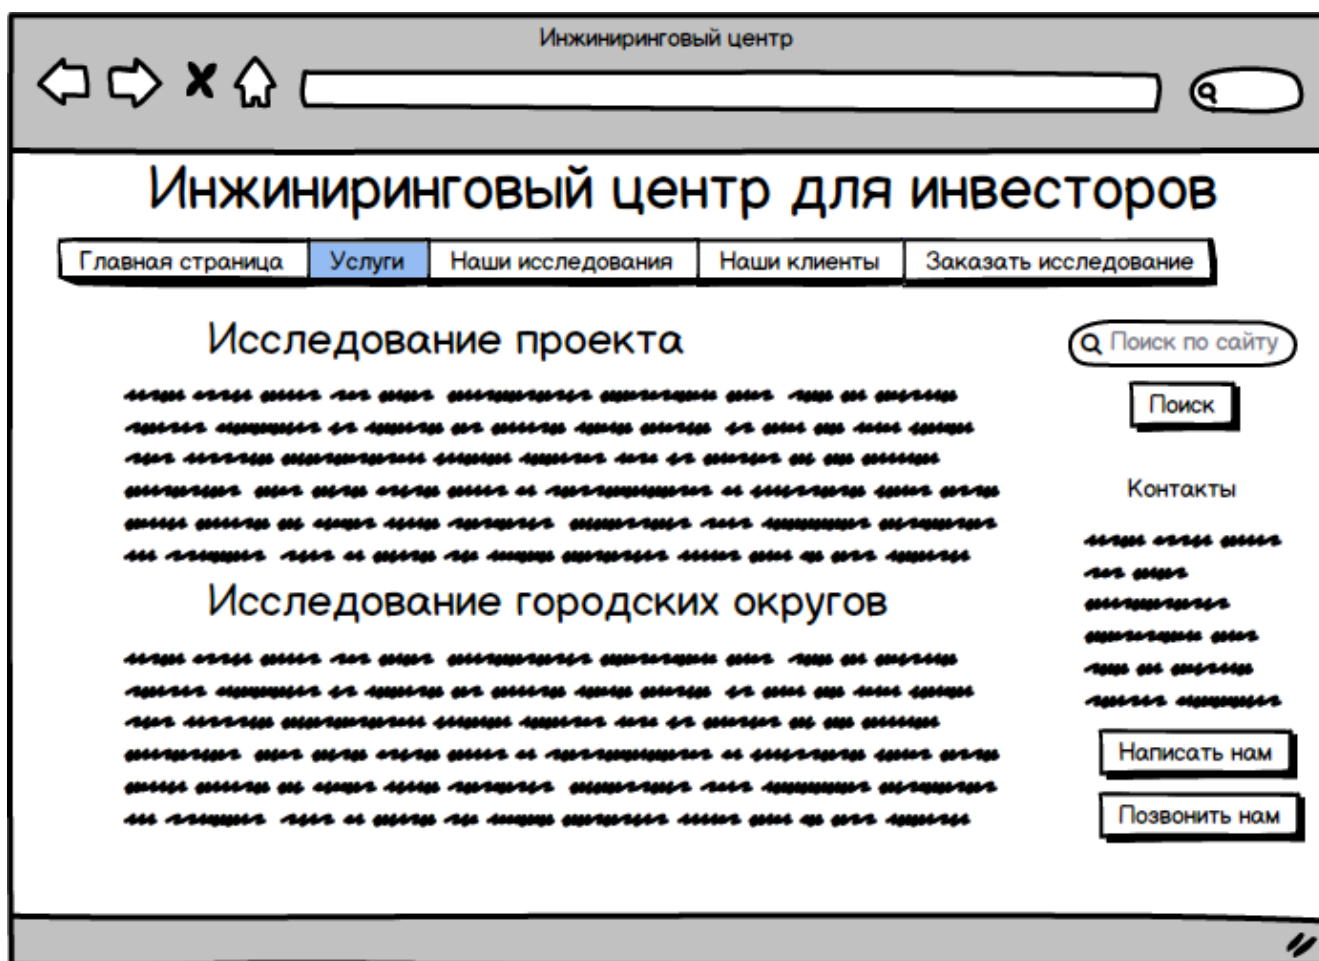 Инжиниринговый центр
Инжиниринговый центр для инвесторов
Главная страница Услуги Наши исследования Наши клиенты Заказать исследование
Исследование проекта
Исследование городских округов
Поиск по сайту
Поиск
Контакты
Написать нам
Позвонить нам